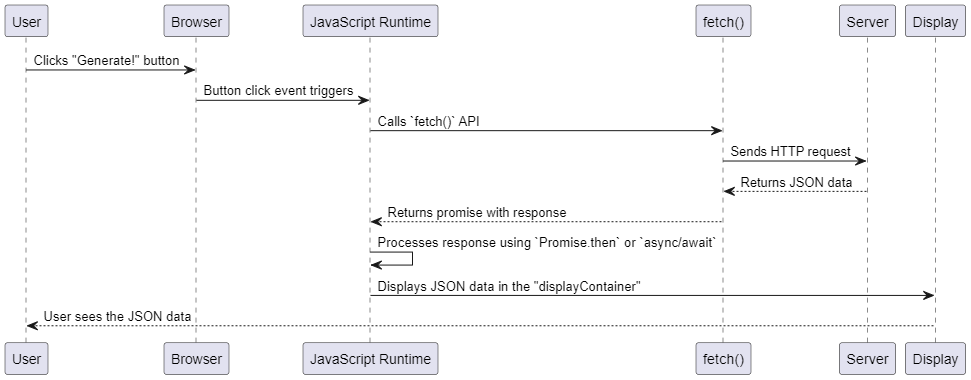 User Browser JavaScript Runtime fetch() Server Display
Clicks "Generate!" button
Button click event triggers
Calls `fetch()` API
Sends HTTP request
Returns JSON data
Returns promise with response
Processes response using `Promise.then` or `async/await`
Displays JSON data in the "displayContainer"
User sees the JSON data
User Browser JavaScript Runtime fetch() Server Display